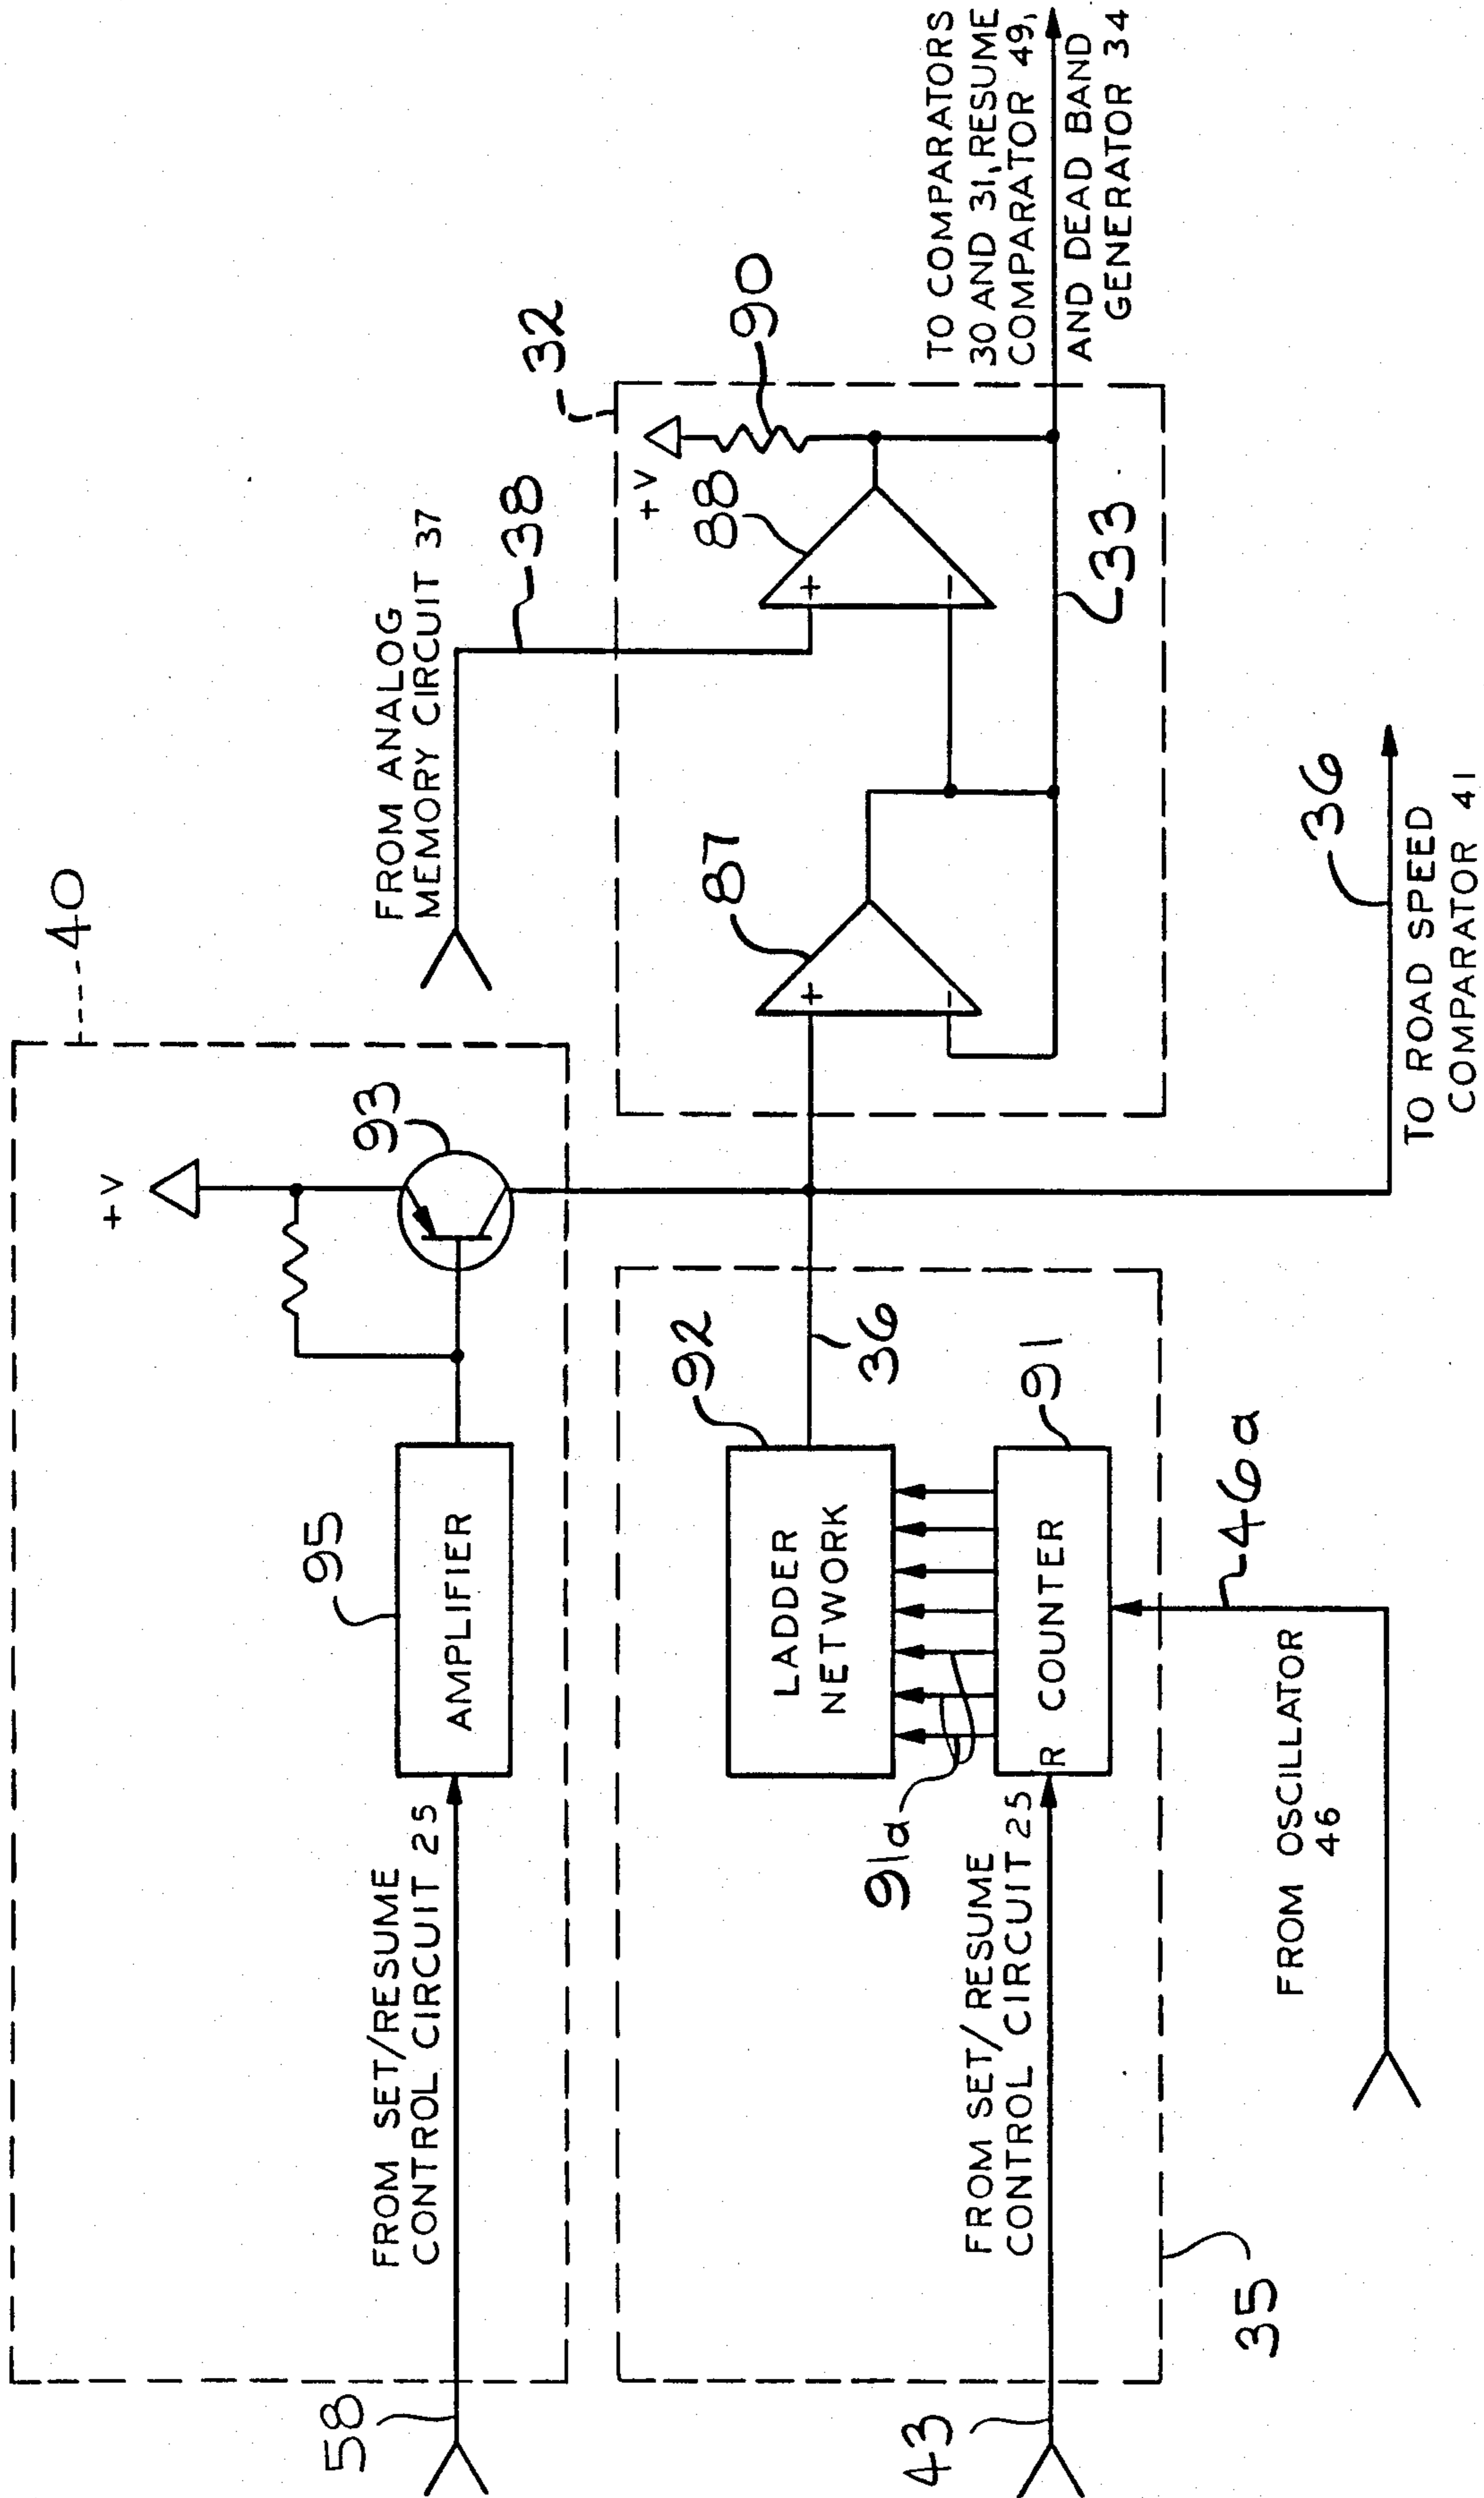 40
+V
93
95
AMPLIFIER
FROM SET/RESUME
CONTROL CIRCUIT 25
58
FROM ANALOG
MEMORY CIRCUIT 37
38
32
+V
90
88
+
-
87
+
-
33
TO COMPARATORS
30 AND 31, RESUME
COMPARATOR 49,
AND DEAD BAND
GENERATOR 34
92
LADDER
NETWORK
36
91
91a
R COUNTER
FROM SET/RESUME
CONTROL CIRCUIT 25
43
46a
FROM OSCILLATOR
46
35
36
TO ROAD SPEED
COMPARATOR 41